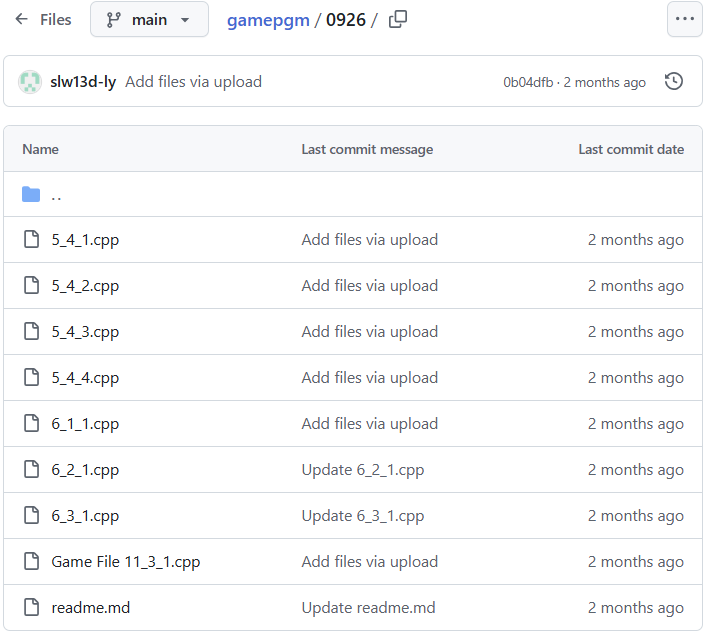 Files main gamepgm / 0926 /
slw13d-ly Add files via upload 0b04dfb · 2 months ago
Name Last commit message Last commit date
..
5_4_1.cpp Add files via upload 2 months ago
5_4_2.cpp Add files via upload 2 months ago
5_4_3.cpp Add files via upload 2 months ago
5_4_4.cpp Add files via upload 2 months ago
6_1_1.cpp Add files via upload 2 months ago
6_2_1.cpp Update 6_2_1.cpp 2 months ago
6_3_1.cpp Update 6_3_1.cpp 2 months ago
Game File 11_3_1.cpp Add files via upload 2 months ago
readme.md Update readme.md 2 months ago